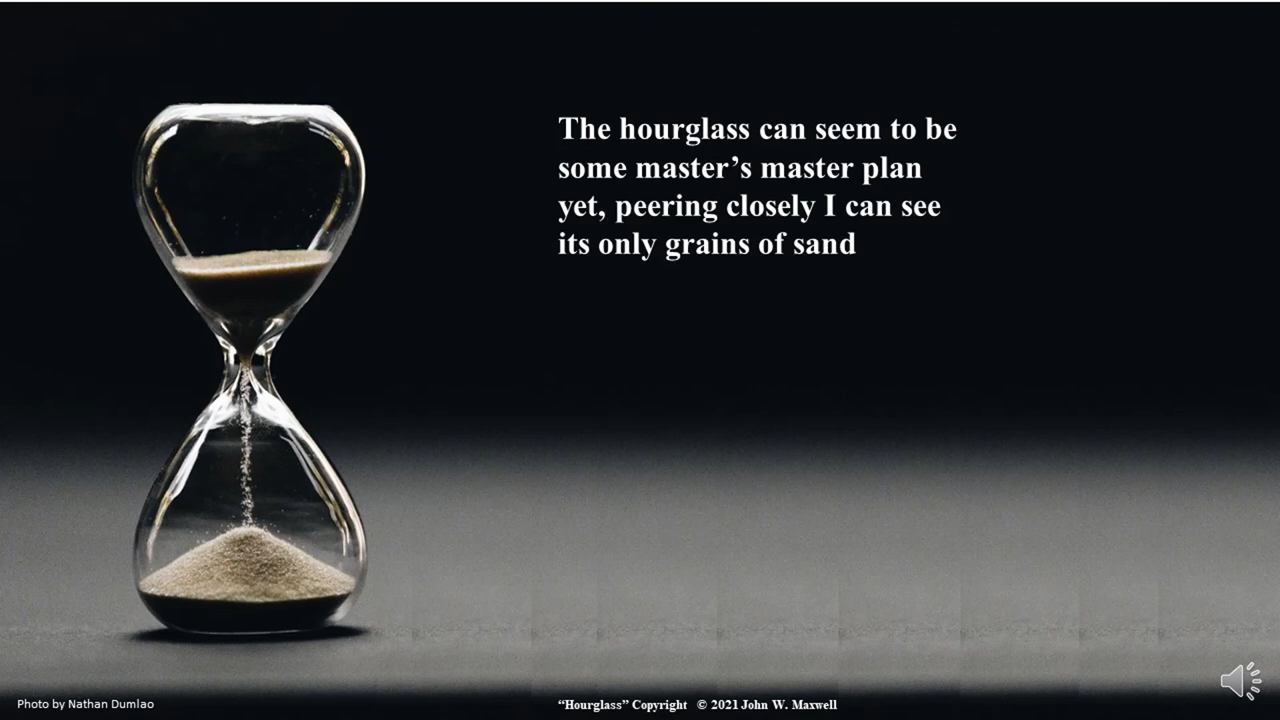 The hourglass can seem to be
some master’s master plan
yet, peering closely I can see
its only grains of sand
Photo by Nathan Dumlao
“Hourglass” Copyright © 2021 John W. Maxwell